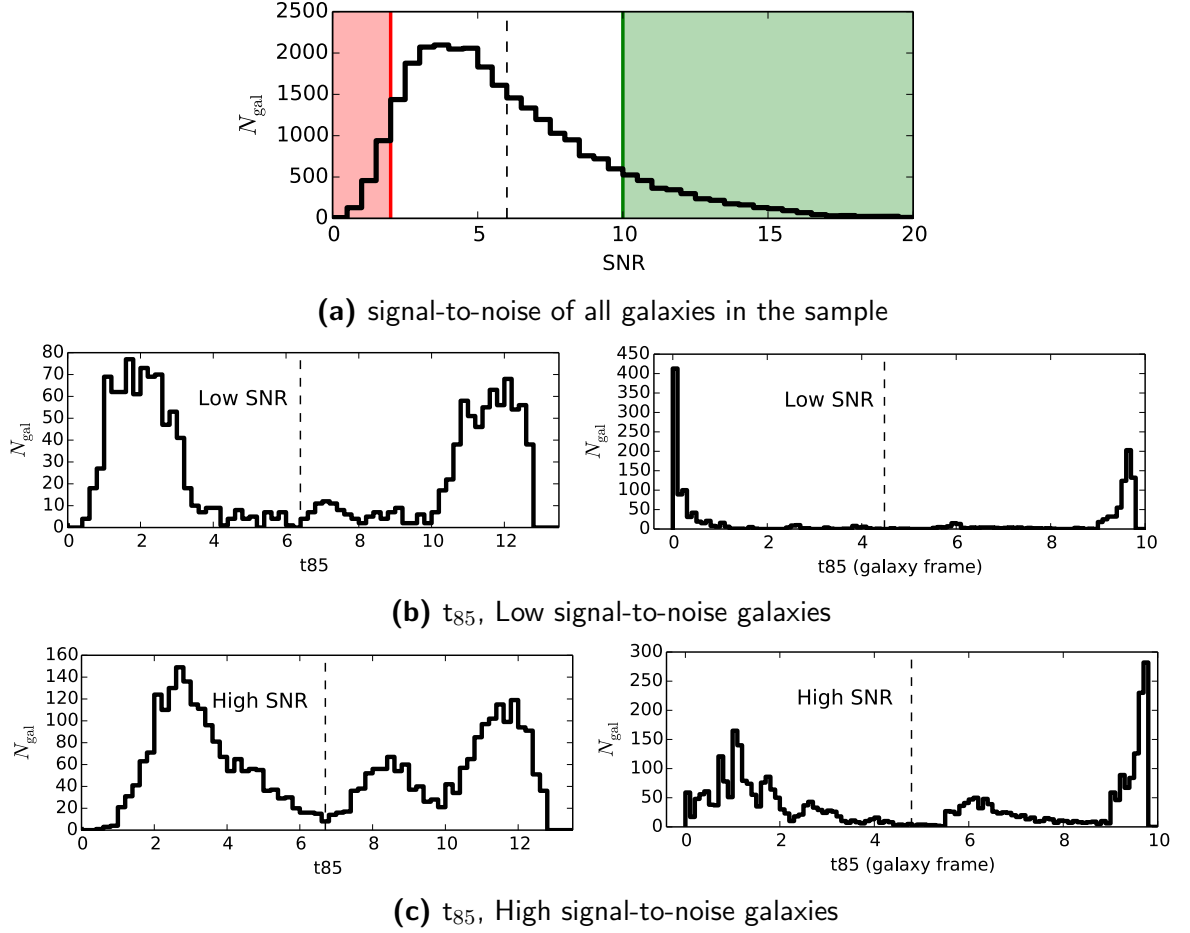 2500
2000
1500
1000
500
0
N_gal
0 5 10 15 20
SNR
(a) signal-to-noise of all galaxies in the sample
80
70
60
50
40
30
20
10
0
N_gal
Low SNR
0 2 4 6 8 10 12
t85
450
400
350
300
250
200
150
100
50
0
N_gal
Low SNR
0 2 4 6 8 10
t85 (galaxy frame)
(b) t85, Low signal-to-noise galaxies
160
140
120
100
80
60
40
20
0
N_gal
High SNR
0 2 4 6 8 10 12
t85
300
250
200
150
100
50
0
N_gal
High SNR
0 2 4 6 8 10
t85 (galaxy frame)
(c) t85, High signal-to-noise galaxies